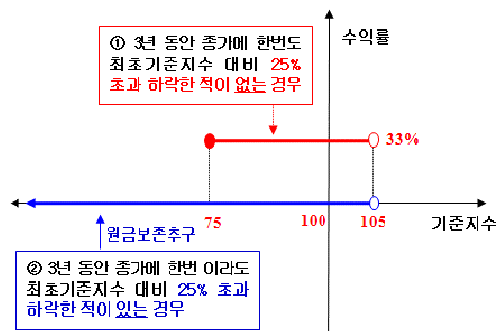 ① 3년 동안 종가에 한번도
최초기준지수 대비 25%
초과 하락한 적이 없는 경우
수익률
33%
75
100
105
기준지수
원금보존추구
② 3년 동안 종가에 한번 이라도
최초기준지수 대비 25% 초과
하락한 적이 있는 경우